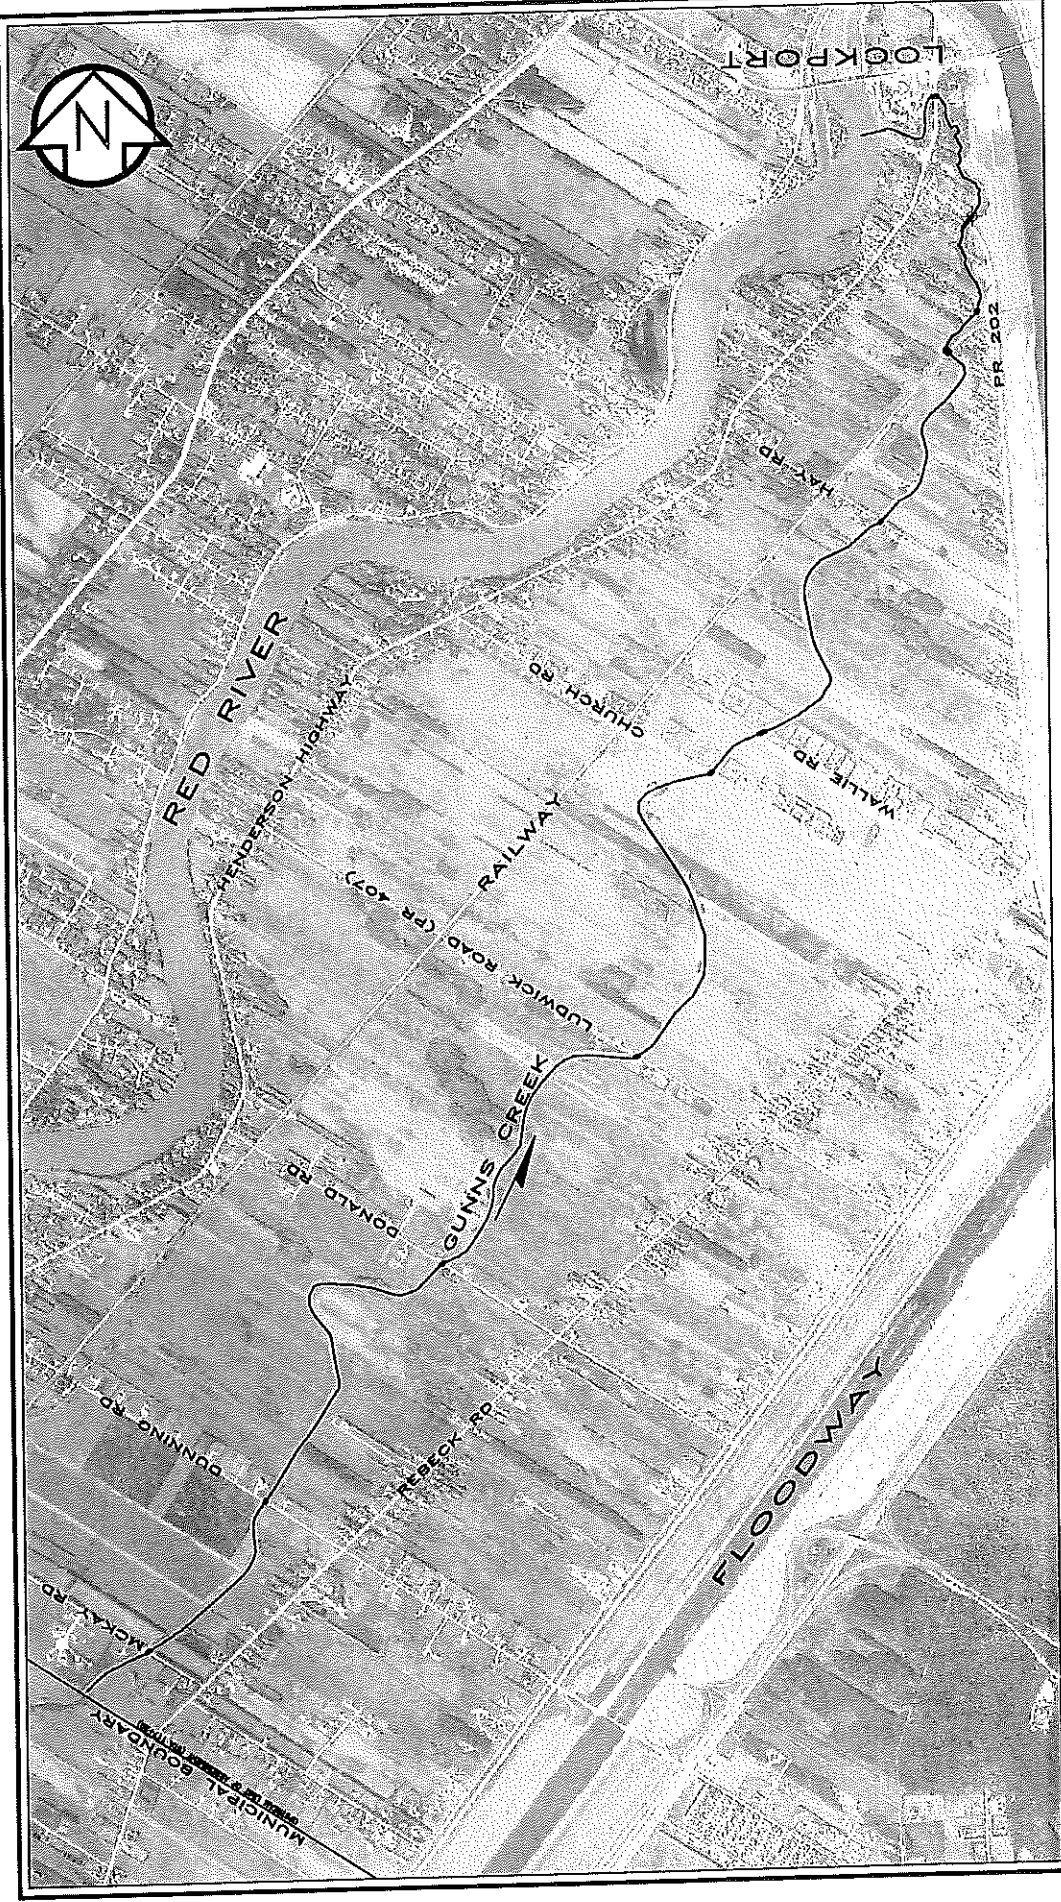 N
LOCKPORT
PR 202
HAY RD
RED RIVER
HENDERSON HIGHWAY
CHURCH RD
WALLIE RD
RAILWAY
LUDWICK ROAD (PR 407)
GUNNS CREEK
DONALD RD
REBECK RD
DUNNING RD
FLOODWAY
MCKAY RD
MUNICIPAL BOUNDARY